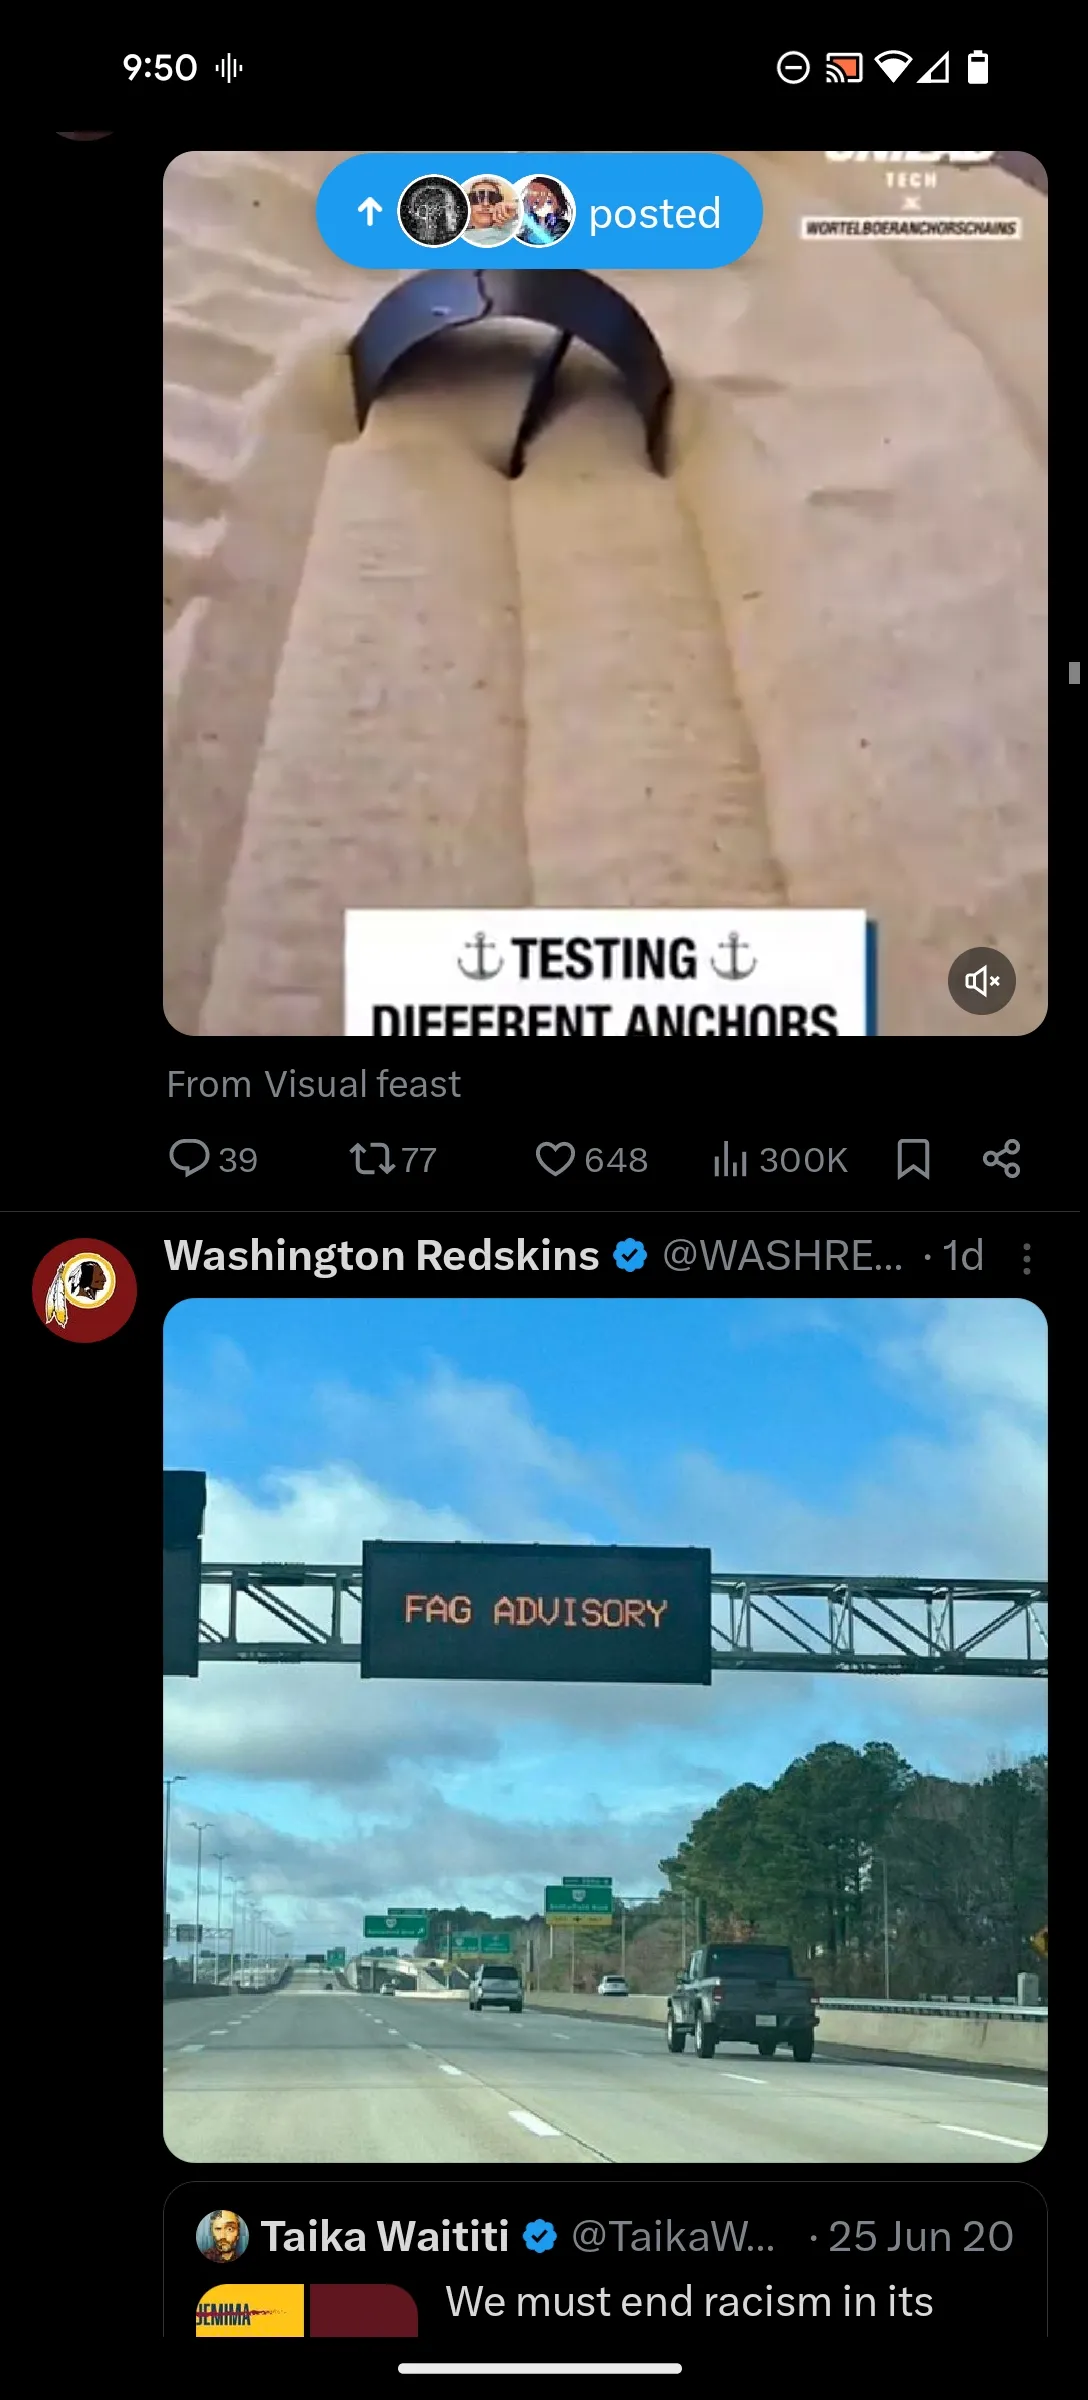 9:50
TECH
X
WORTELBOERANCHORSCHAINS
posted
⚓ TESTING ⚓
DIFFERENT ANCHORS
From Visual feast
39 77 648 300K
Washington Redskins @WASHRE... · 1d
FAG ADVISORY
Taika Waititi @TaikaW... · 25 Jun 20
JEMIMA
We must end racism in its